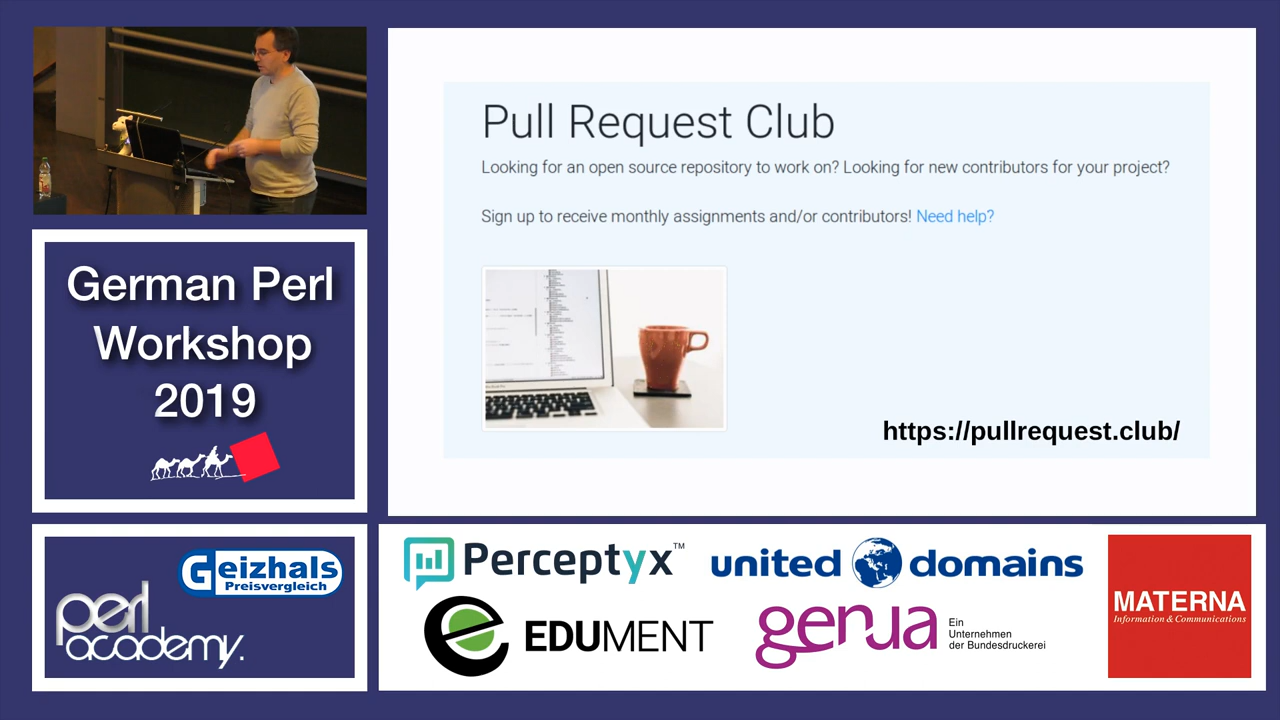 Pull Request Club
Looking for an open source repository to work on? Looking for new contributors for your project?
Sign up to receive monthly assignments and/or contributors! Need help?
https://pullrequest.club/
German Perl
Workshop
2019
Geizhals
Preisvergleich
perl
academy.
Perceptyx™
united domains
EDUMENT
genua
Ein
Unternehmen
der Bundesdruckerei
MATERNA
Information & Communications